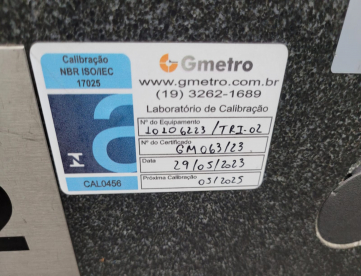 Calibração
NBR ISO/IEC
17025
CAL0456
Gmetro
www.gmetro.com.br
(19) 3262-1689
Laboratório de Calibração
Nº do Equipamento
10106223/TRI-02
Nº do Certificado
GM063/23
Data
29/05/2023
Próxima Calibração
05/2025